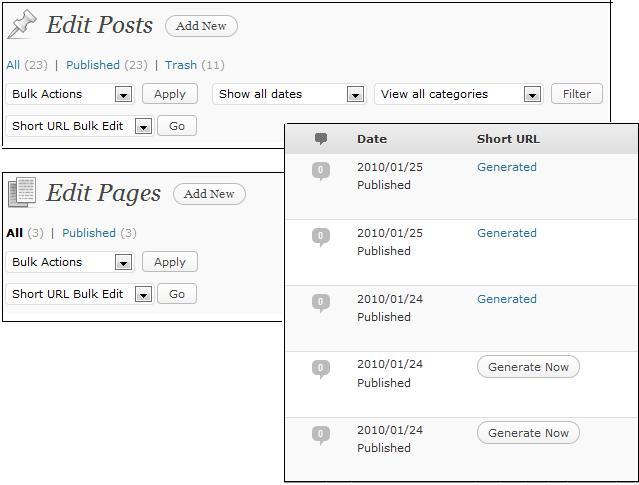 Edit Posts Add New
All (23) | Published (23) | Trash (11)
Bulk Actions Apply Show all dates View all categories Filter
Short URL Bulk Edit Go
Edit Pages Add New
All (3) | Published (3)
Bulk Actions Apply
Short URL Bulk Edit Go
Date Short URL
0 2010/01/25 Generated
Published
0 2010/01/25 Generated
Published
0 2010/01/24 Generated
Published
0 2010/01/24 Generate Now
Published
0 2010/01/24 Generate Now
Published